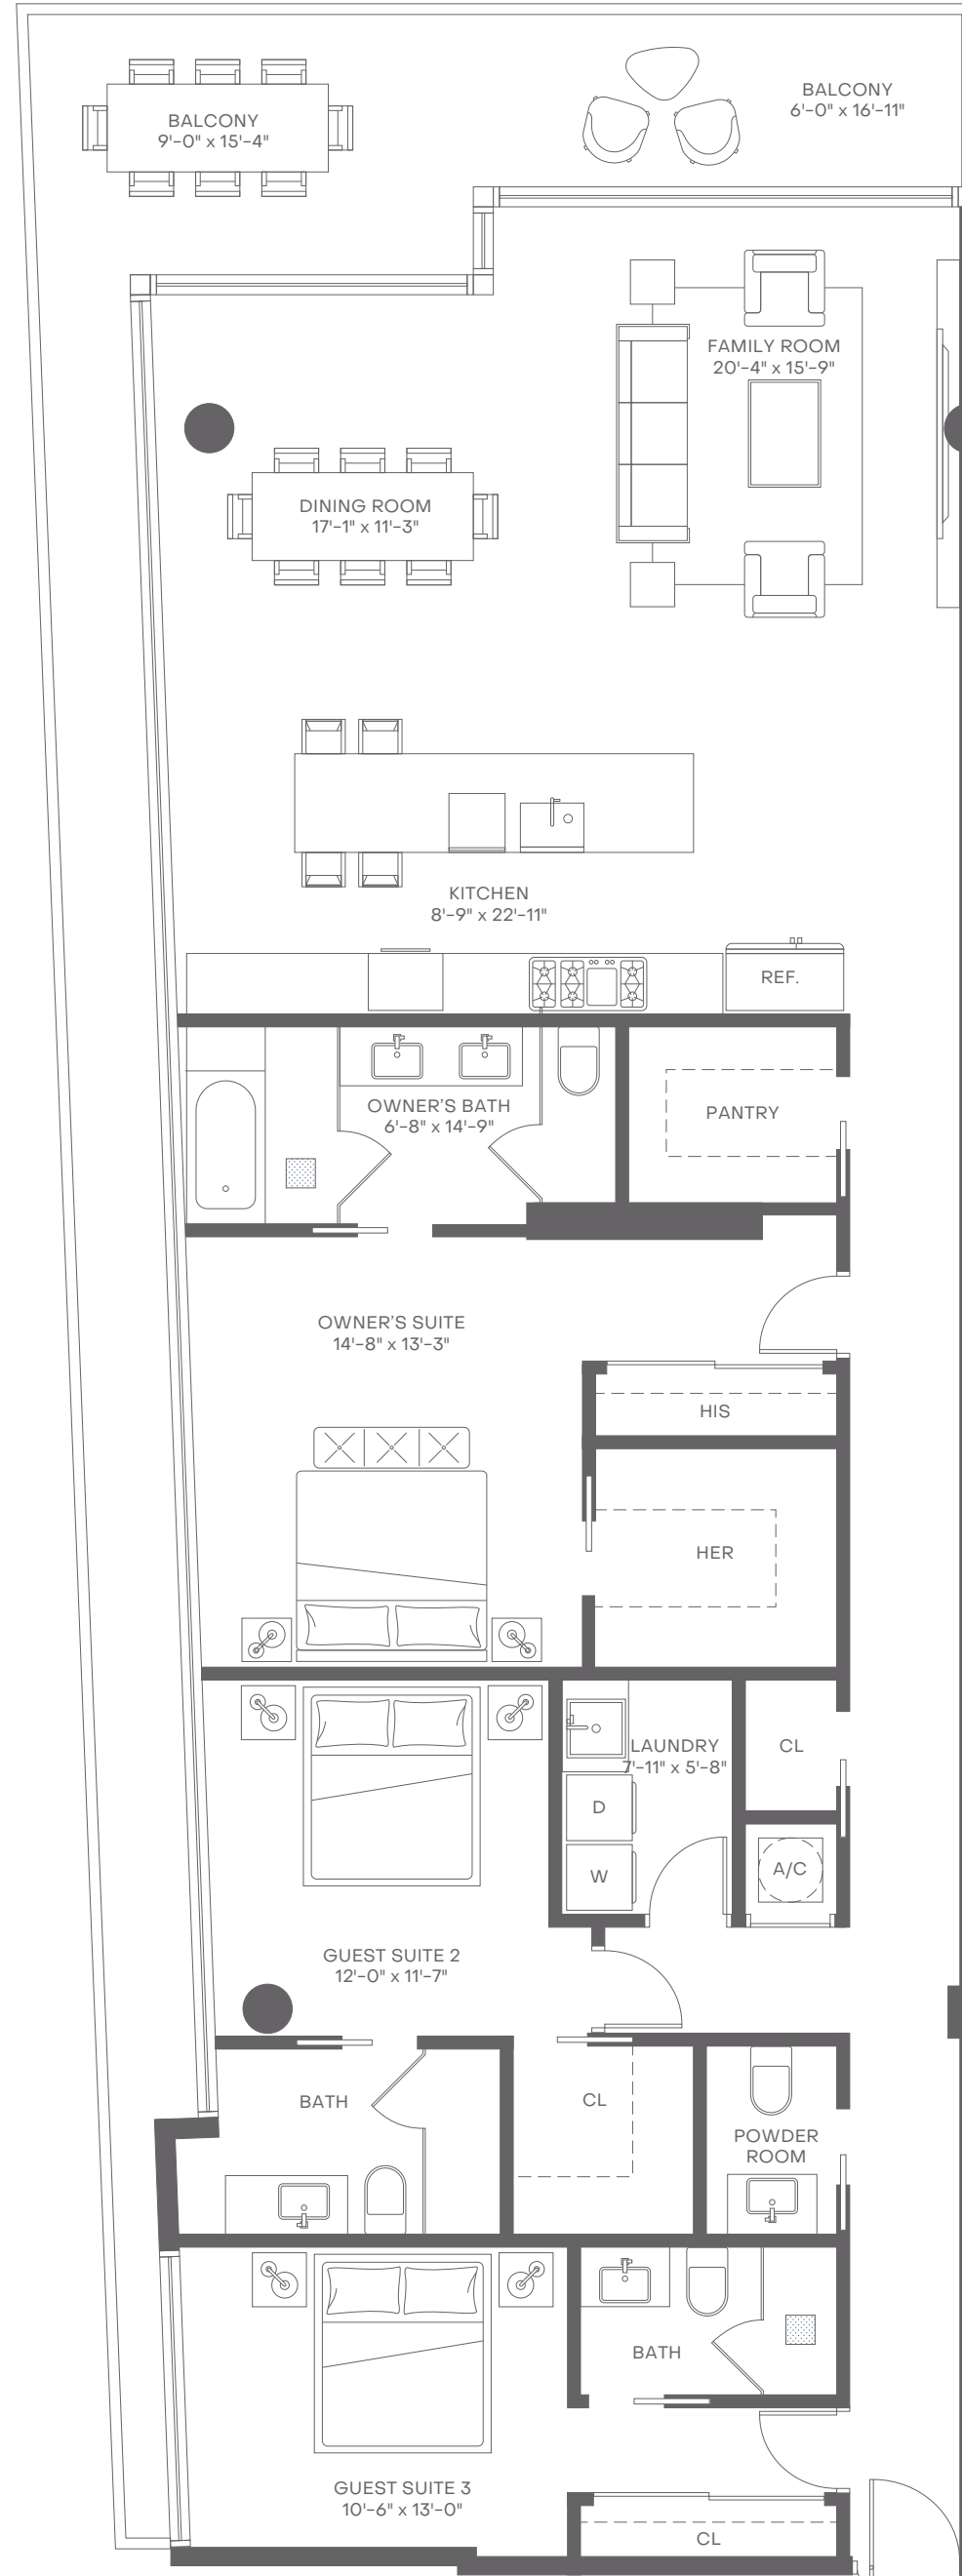 BALCONY
9'-0" x 15'-4"
BALCONY
6'-0" x 16'-11"
FAMILY ROOM
20'-4" x 15'-9"
DINING ROOM
17'-1" x 11'-3"
KITCHEN
8'-9" x 22'-11"
REF.
OWNER'S BATH
6'-8" x 14'-9"
PANTRY
OWNER'S SUITE
14'-8" x 13'-3"
HIS
HER
LAUNDRY
7'-11" x 5'-8"
CL
D
W
A/C
GUEST SUITE 2
12'-0" x 11'-7"
BATH
CL
POWDER
ROOM
BATH
GUEST SUITE 3
10'-6" x 13'-0"
CL